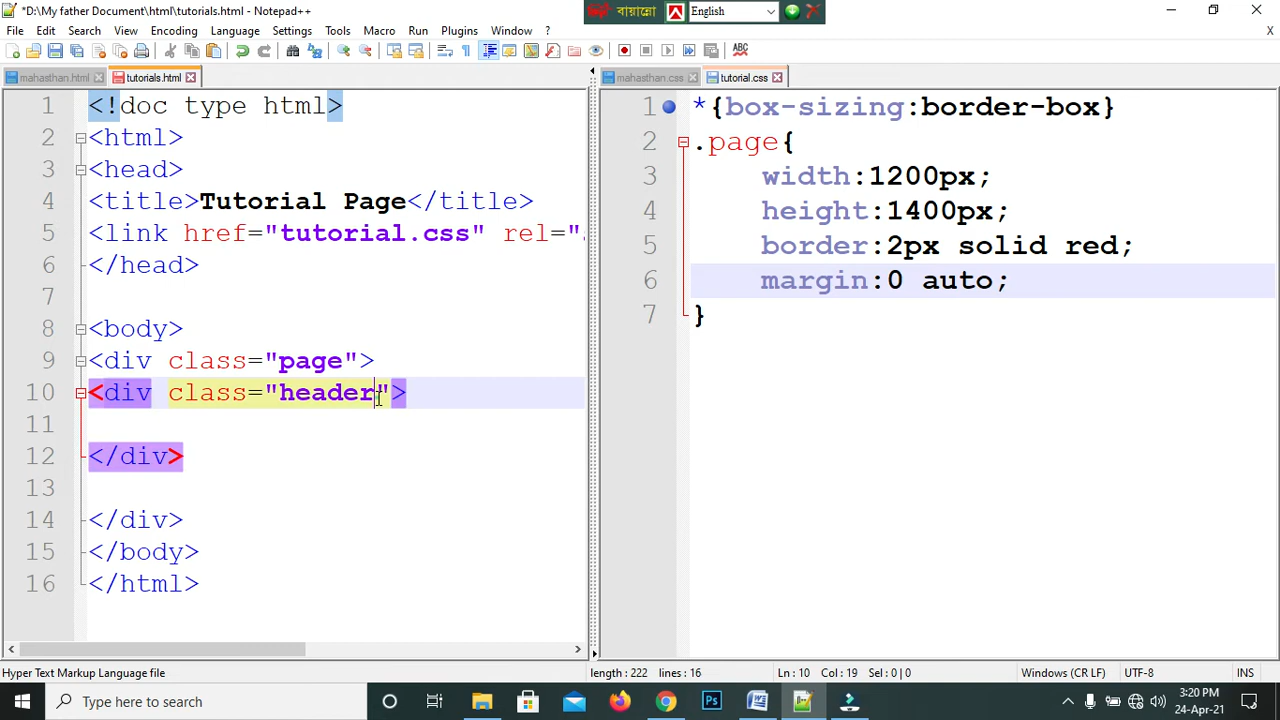 *D:\My father Document\html\tutorials.html - Notepad++
বায়ান্নো English
File Edit Search View Encoding Language Settings Tools Macro Run Plugins Window ? X
mahasthan.html tutorials.html
1 <!doc type html>
2 <html>
3 <head>
4 <title>Tutorial Page</title>
5 <link href="tutorial.css" rel="
6 </head>
7
8 <body>
9 <div class="page">
10 <div class="header">
11
12 </div>
13
14 </div>
15 </body>
16 </html>
mahasthan.css tutorial.css
1 *{box-sizing:border-box}
2 .page{
3 width:1200px;
4 height:1400px;
5 border:2px solid red;
6 margin:0 auto;
7 }
Hyper Text Markup Language file length : 222 lines : 16 Ln : 10 Col : 19 Sel : 0 | 0 Windows (CR LF) UTF-8 INS
Type here to search
3:20 PM
24-Apr-21